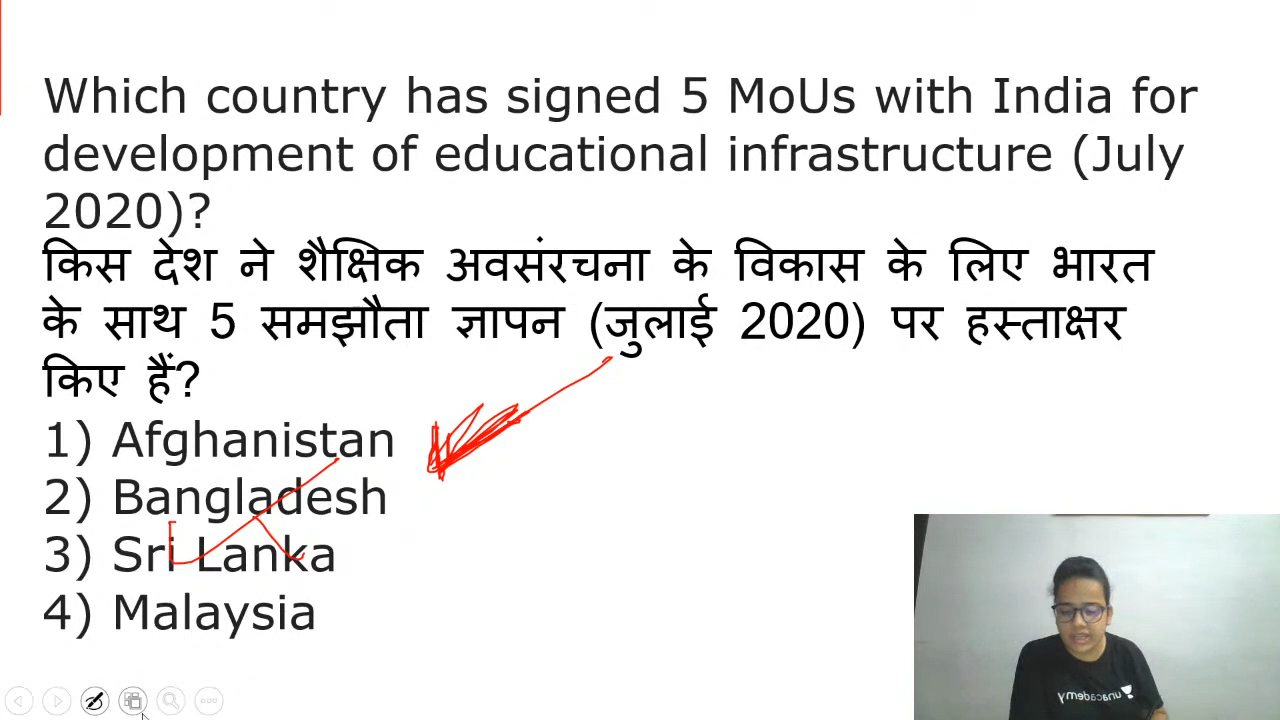 Which country has signed 5 MoUs with India for
development of educational infrastructure (July
2020)?
किस देश ने शैक्षिक अवसंरचना के विकास के लिए भारत
के साथ 5 समझौता ज्ञापन (जुलाई 2020) पर हस्ताक्षर
किए हैं?
1) Afghanistan
2) Bangladesh
3) Sri Lanka
4) Malaysia
unacademy